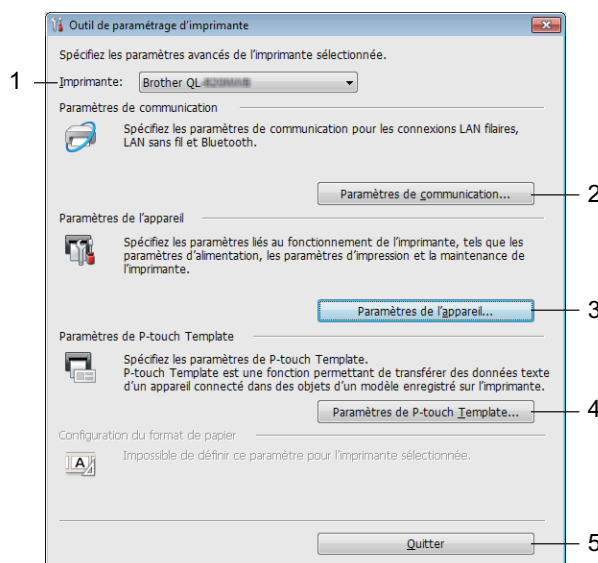 Outil de paramétrage d'imprimante
Spécifiez les paramètres avancés de l'imprimante sélectionnée.
1
Imprimante: Brother QL
Paramètres de communication
Spécifiez les paramètres de communication pour les connexions LAN filaires,
LAN sans fil et Bluetooth.
Paramètres de communication...
2
Paramètres de l'appareil
Spécifiez les paramètres liés au fonctionnement de l'imprimante, tels que les
paramètres d'alimentation, les paramètres d'impression et la maintenance de
l'imprimante.
Paramètres de l'appareil...
3
Paramètres de P-touch Template
Spécifiez les paramètres de P-touch Template.
P-touch Template est une fonction permettant de transférer des données texte
d'un appareil connecté dans des objets d'un modèle enregistré sur l'imprimante.
Paramètres de P-touch Template...
4
Configuration du format de papier
A
Impossible de définir ce paramètre pour l'imprimante sélectionnée.
Quitter
5